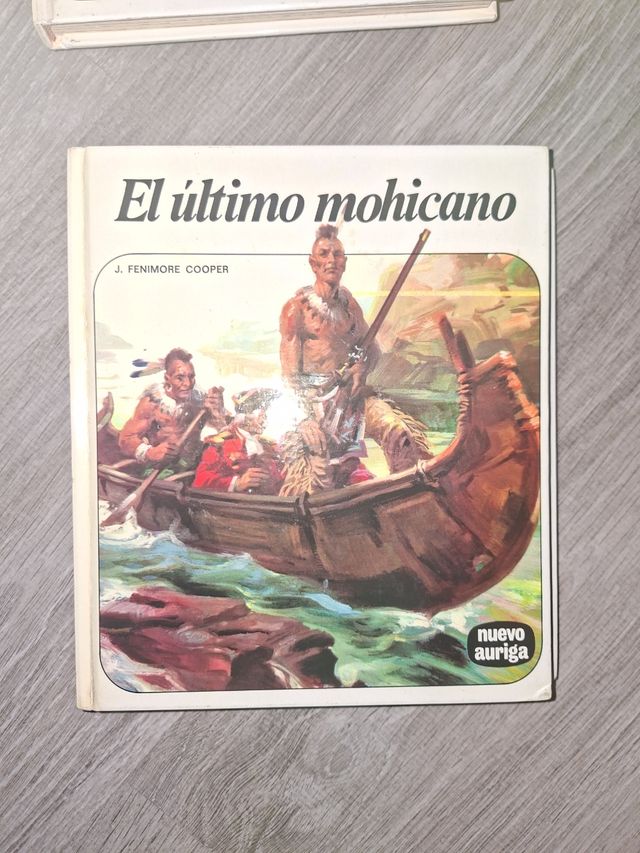 El último mohicano
J. FENIMORE COOPER
nuevo
auriga